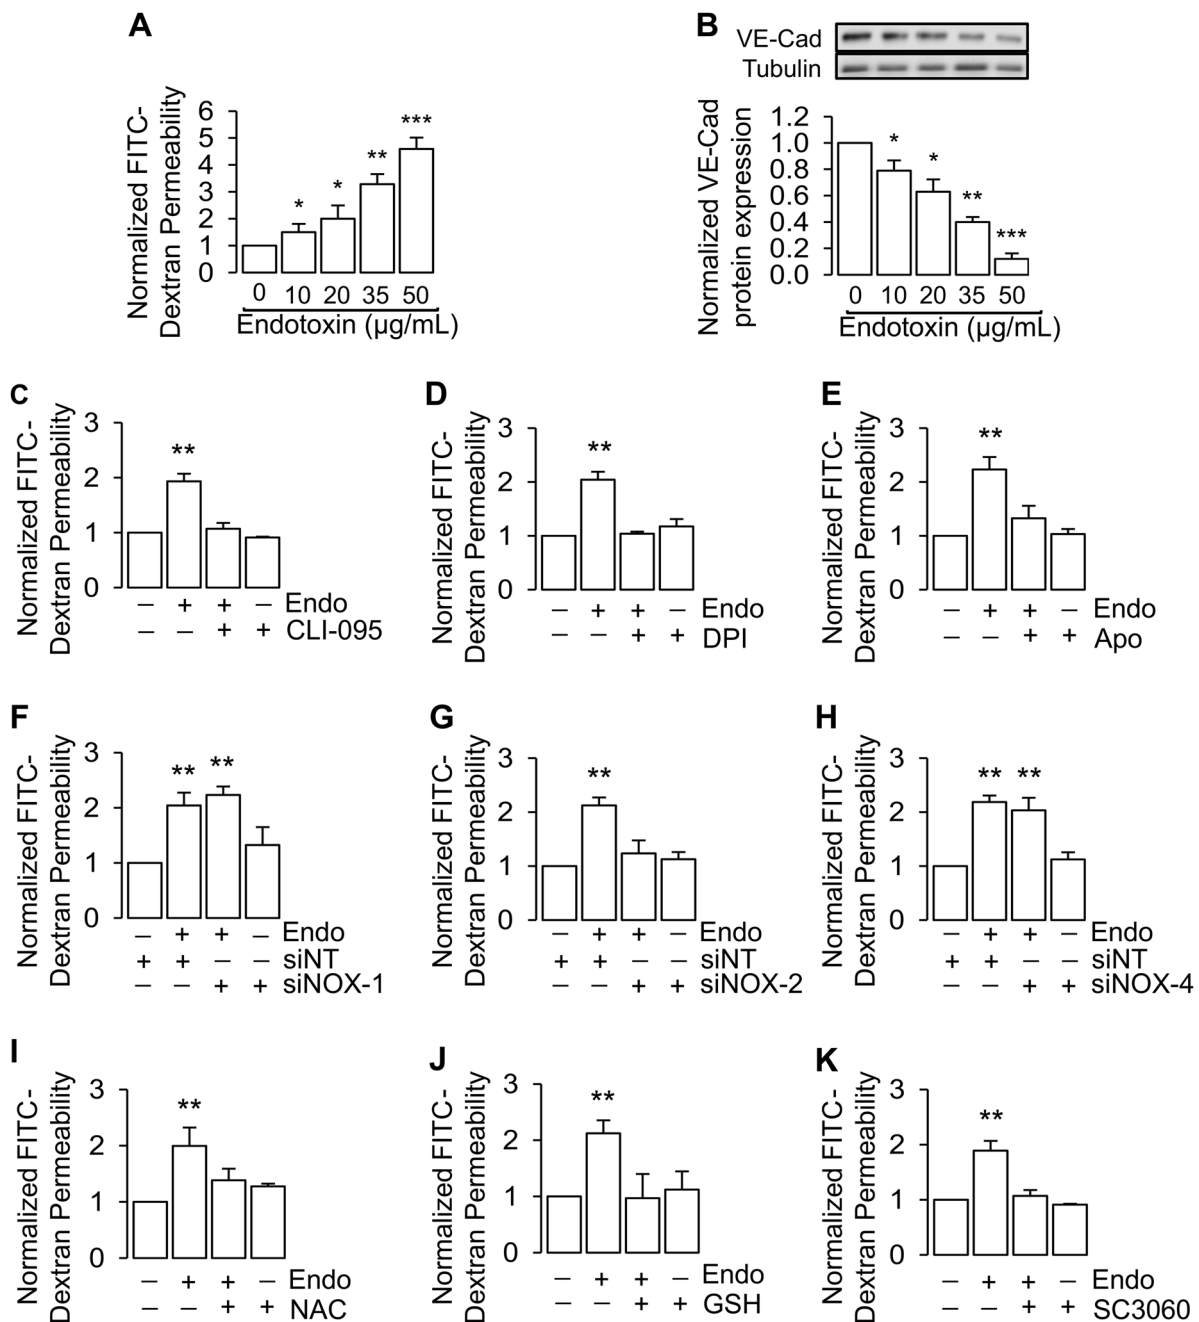 A
Normalized FITC-
Dextran Permeability
6
5
4
3
2
1
0
*
*
**
***
0 10 20 35 50
Endotoxin (µg/mL)
B
VE-Cad
Tubulin
Normalized VE-Cad
protein expression
1.2
1.0
0.8
0.6
0.4
0.2
0.0
*
*
**
***
0 10 20 35 50
Endotoxin (µg/mL)
C
Normalized FITC-
Dextran Permeability
3
2
1
0
**
– + + – Endo
– – + + CLI-095
D
Normalized FITC-
Dextran Permeability
3
2
1
0
**
– + + – Endo
– – + + DPI
E
Normalized FITC-
Dextran Permeability
3
2
1
0
**
– + + – Endo
– – + + Apo
F
Normalized FITC-
Dextran Permeability
3
2
1
0
** **
– + + – Endo
+ + – – siNT
– – + + siNOX-1
G
Normalized FITC-
Dextran Permeability
3
2
1
0
**
– + + – Endo
+ + – – siNT
– – + + siNOX-2
H
Normalized FITC-
Dextran Permeability
3
2
1
0
** **
– + + – Endo
+ + – – siNT
– – + + siNOX-4
I
Normalized FITC-
Dextran Permeability
3
2
1
0
**
– + + – Endo
– – + + NAC
J
Normalized FITC-
Dextran Permeability
3
2
1
0
**
– + + – Endo
– – + + GSH
K
Normalized FITC-
Dextran Permeability
3
2
1
0
**
– + + – Endo
– – + + SC3060